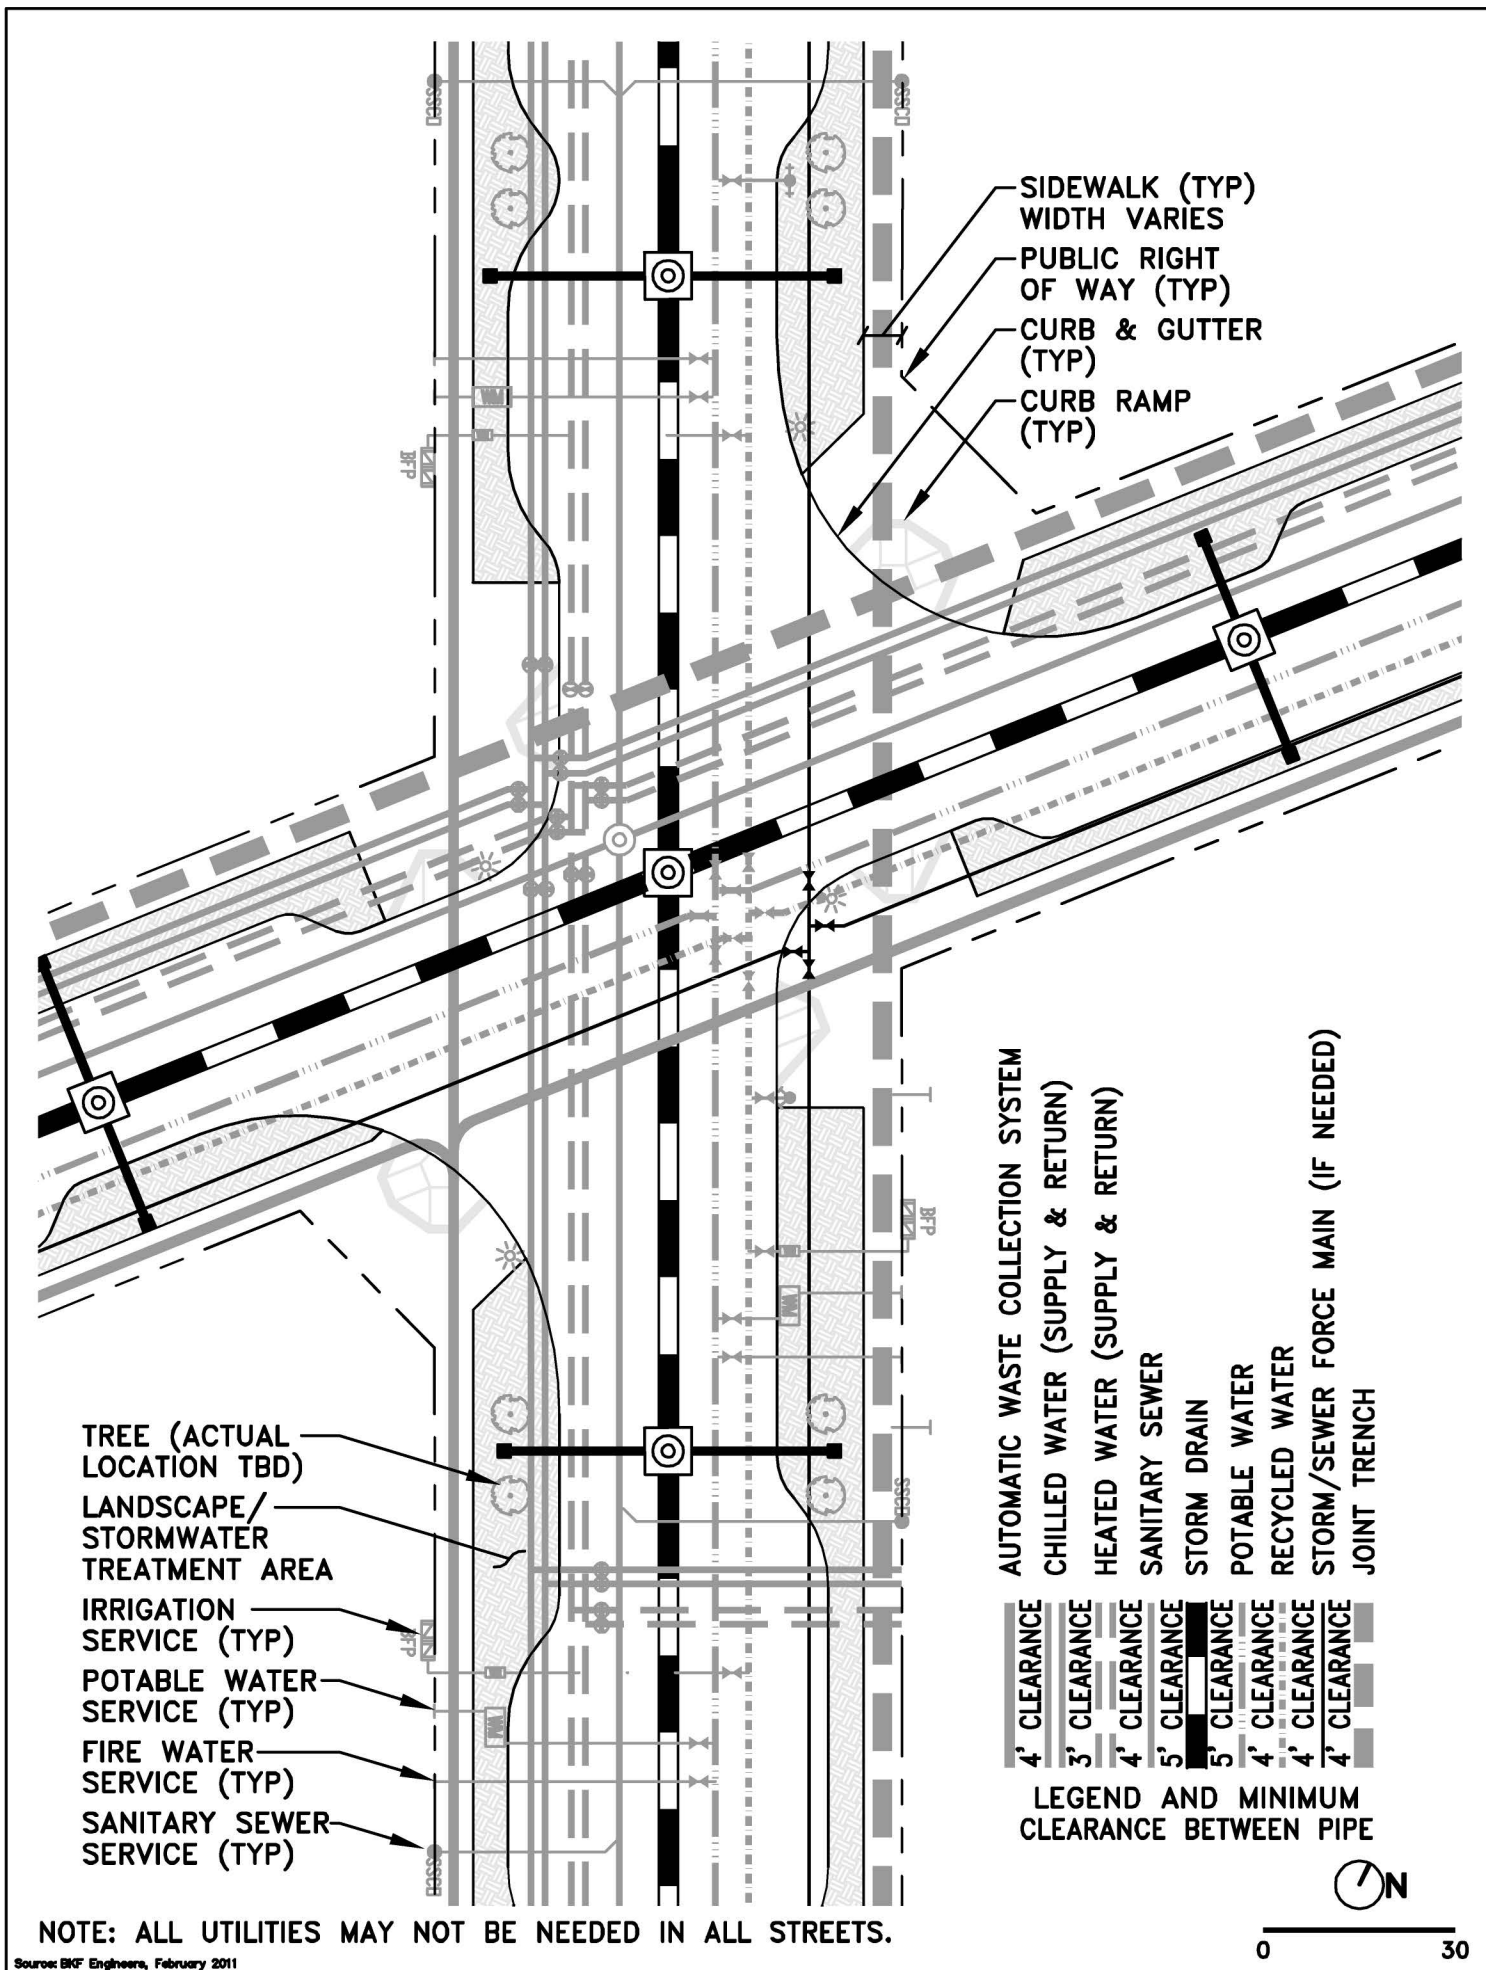 SSCO
SSCO
SIDEWALK (TYP)
WIDTH VARIES
PUBLIC RIGHT
OF WAY (TYP)
CURB & GUTTER
(TYP)
CURB RAMP
(TYP)
WM
BFP
BFP
WM
SSCO
TREE (ACTUAL
LOCATION TBD)
LANDSCAPE/
STORMWATER
TREATMENT AREA
IRRIGATION
SERVICE (TYP)
BFP
POTABLE WATER
SERVICE (TYP)
WM
FIRE WATER
SERVICE (TYP)
SANITARY SEWER
SERVICE (TYP)
SSCO
AUTOMATIC WASTE COLLECTION SYSTEM
CHILLED WATER (SUPPLY & RETURN)
HEATED WATER (SUPPLY & RETURN)
SANITARY SEWER
STORM DRAIN
POTABLE WATER
RECYCLED WATER
STORM/SEWER FORCE MAIN (IF NEEDED)
JOINT TRENCH
4' CLEARANCE
3' CLEARANCE
4' CLEARANCE
5' CLEARANCE
5' CLEARANCE
4' CLEARANCE
4' CLEARANCE
4' CLEARANCE
LEGEND AND MINIMUM
CLEARANCE BETWEEN PIPE
N
0 30
NOTE: ALL UTILITIES MAY NOT BE NEEDED IN ALL STREETS.
Source: BKF Engineers, February 2011